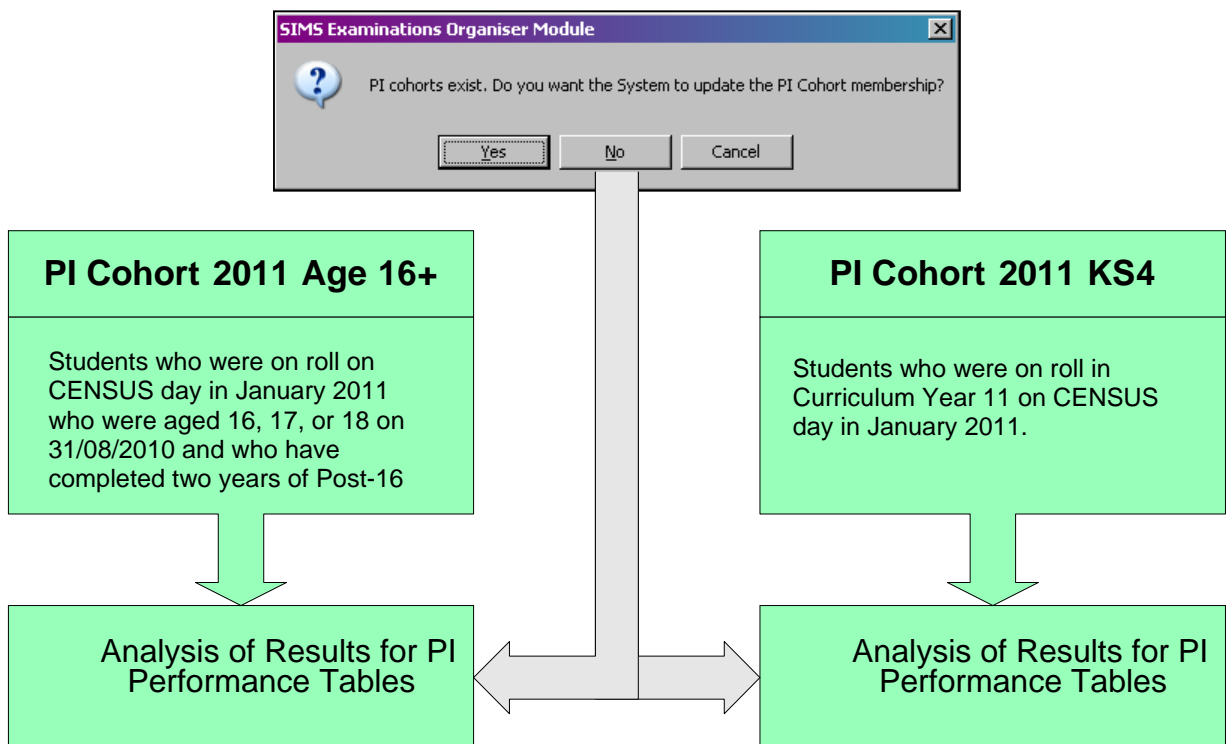 SIMS Examinations Organiser Module
PI cohorts exist. Do you want the System to update the PI Cohort membership?
Yes
No
Cancel
PI Cohort 2011 Age 16+
Students who were on roll on
CENSUS day in January 2011
who were aged 16, 17, or 18 on
31/08/2010 and who have
completed two years of Post-16
Analysis of Results for PI
Performance Tables
PI Cohort 2011 KS4
Students who were on roll in
Curriculum Year 11 on CENSUS
day in January 2011.
Analysis of Results for PI
Performance Tables